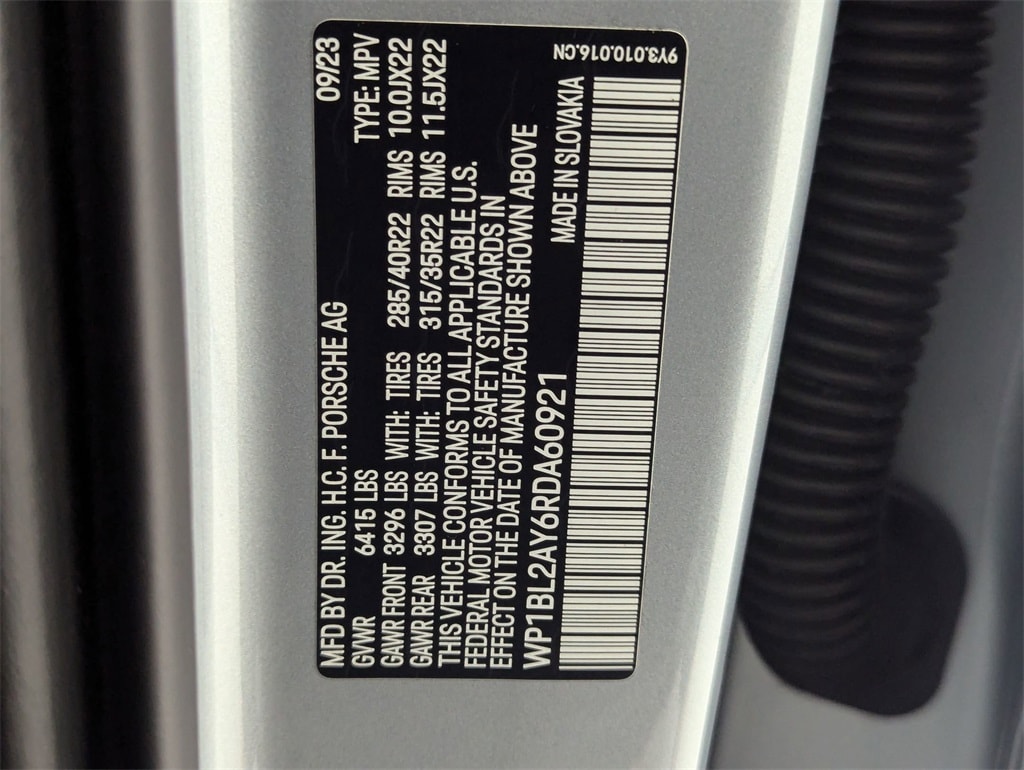 MFD BY DR. ING. H.C. F. PORSCHE AG 09/23
GVWR 6415 LBS TYPE: MPV
GAWR FRONT 3296 LBS WITH: TIRES 285/40R22 RIMS 10.0JX22
GAWR REAR 3307 LBS WITH: TIRES 315/35R22 RIMS 11.5JX22
THIS VEHICLE CONFORMS TO ALL APPLICABLE U.S.
FEDERAL MOTOR VEHICLE SAFETY STANDARDS IN
EFFECT ON THE DATE OF MANUFACTURE SHOWN ABOVE
WP1BL2AY6RDA60921
MADE IN SLOVAKIA
9Y3.010.016.CN